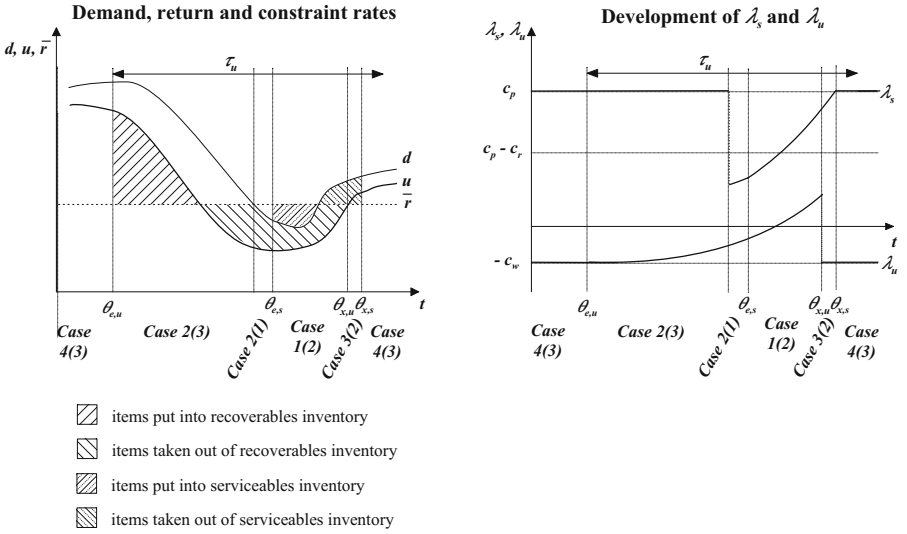 Demand, return and constraint rates
d, u, r̄
τu
d
u
r̄
t
θe,u
θe,s
θx,u
θx,s
Case 4(3)
Case 2(3)
Case 2(1)
Case 1(2)
Case 3(2)
Case 4(3)
items put into recoverables inventory
items taken out of recoverables inventory
items put into serviceables inventory
items taken out of serviceables inventory
Development of λs and λu
λs, λu
τu
cp
λs
cp - cr
t
- cw
λu
θe,u
θe,s
θx,u
θx,s
Case 4(3)
Case 2(3)
Case 2(1)
Case 1(2)
Case 3(2)
Case 4(3)